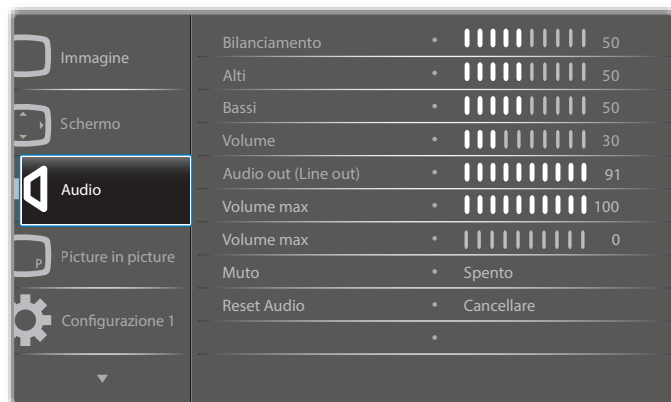 Immagine
Schermo
Audio
P
Picture in picture
Configurazione 1
Bilanciamento • 50
Alti • 50
Bassi • 50
Volume • 30
Audio out (Line out) • 91
Volume max • 100
Volume max • 0
Muto • Spento
Reset Audio • Cancellare
•